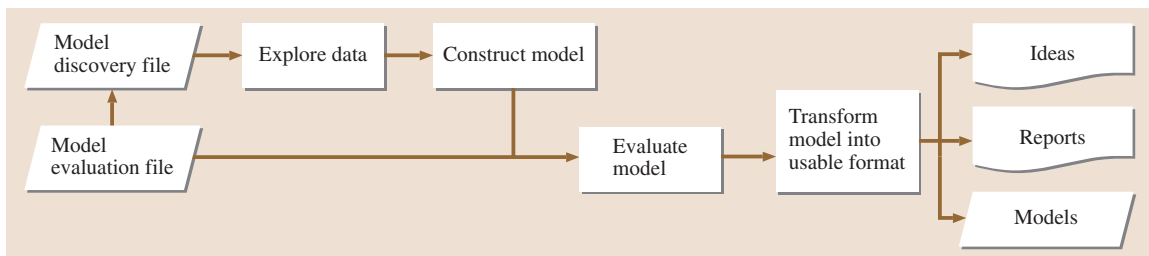 Model
discovery file
Explore data
Construct model
Ideas
Model
evaluation file
Evaluate
model
Transform
model into
usable format
Reports
Models